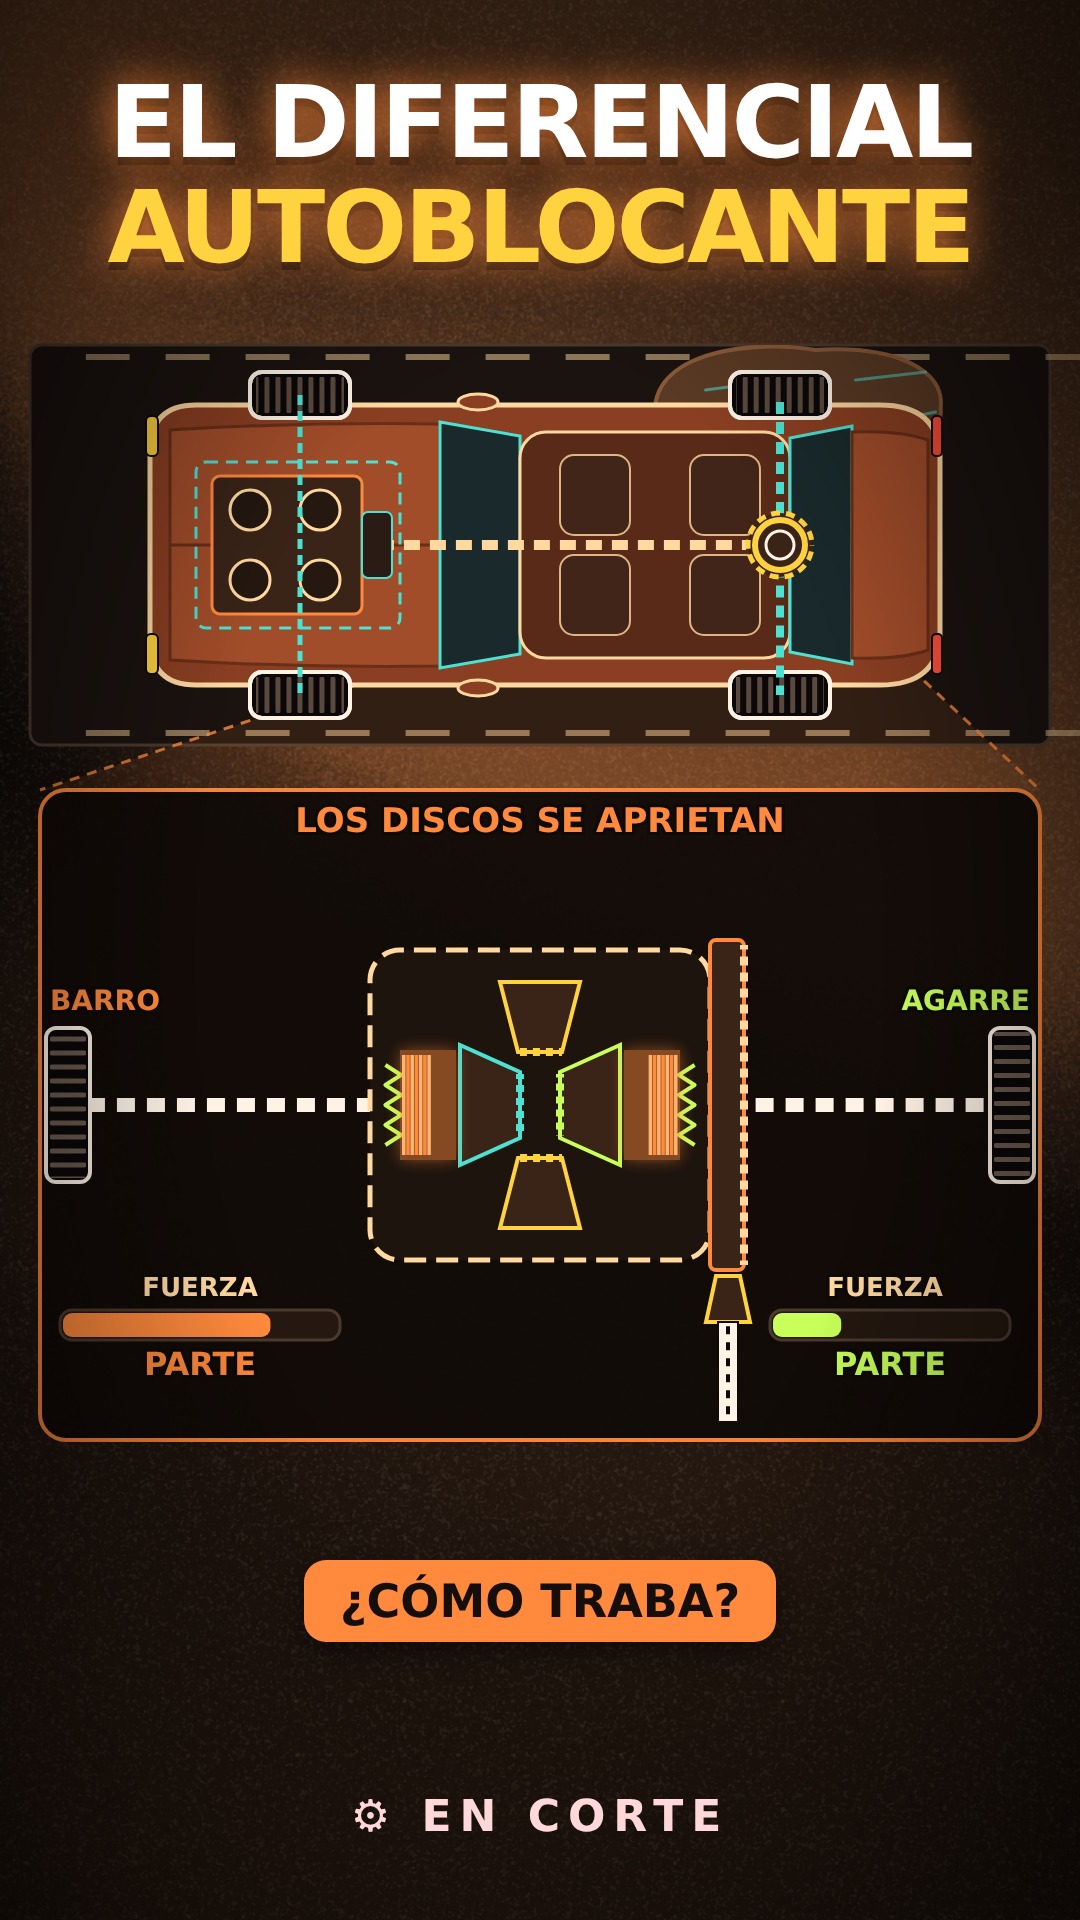 EL DIFERENCIAL
AUTOBLOCANTE
LOS DISCOS SE APRIETAN
BARRO
AGARRE
FUERZA
PARTE
FUERZA
PARTE
¿CÓMO TRABA?
⚙ EN CORTE